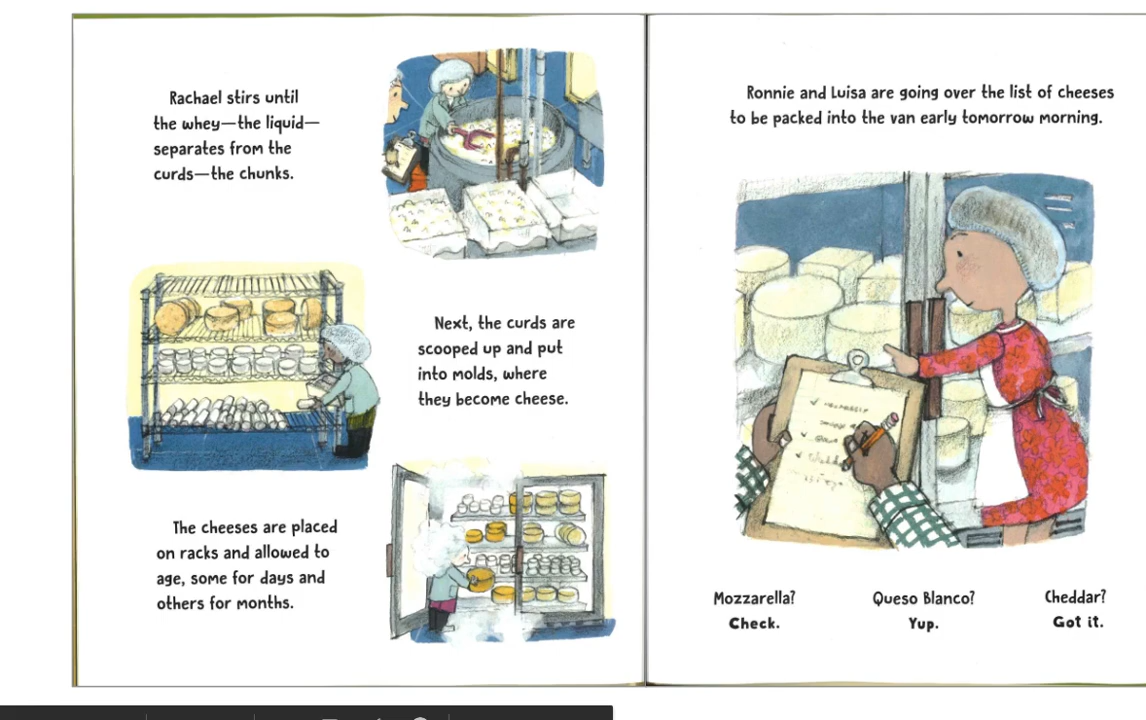 Rachael stirs until
the whey—the liquid—
separates from the
curds—the chunks.
Next, the curds are
scooped up and put
into molds, where
they become cheese.
The cheeses are placed
on racks and allowed to
age, some for days and
others for months.
Ronnie and Luisa are going over the list of cheeses
to be packed into the van early tomorrow morning.
Mozzarella?
Check.
Queso Blanco?
Yup.
Cheddar?
Got it.